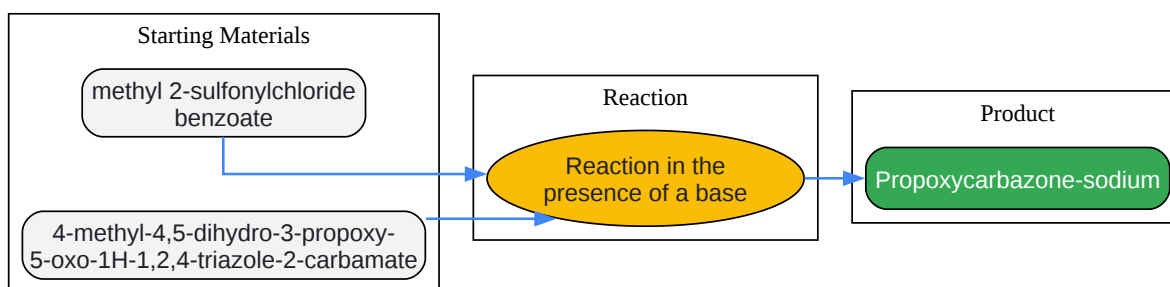 Starting Materials
methyl 2-sulfonylchloride
benzoate
4-methyl-4,5-dihydro-3-propoxy-
5-oxo-1H-1,2,4-triazole-2-carbamate
Reaction
Reaction in the
presence of a base
Product
Propoxycarbazone-sodium